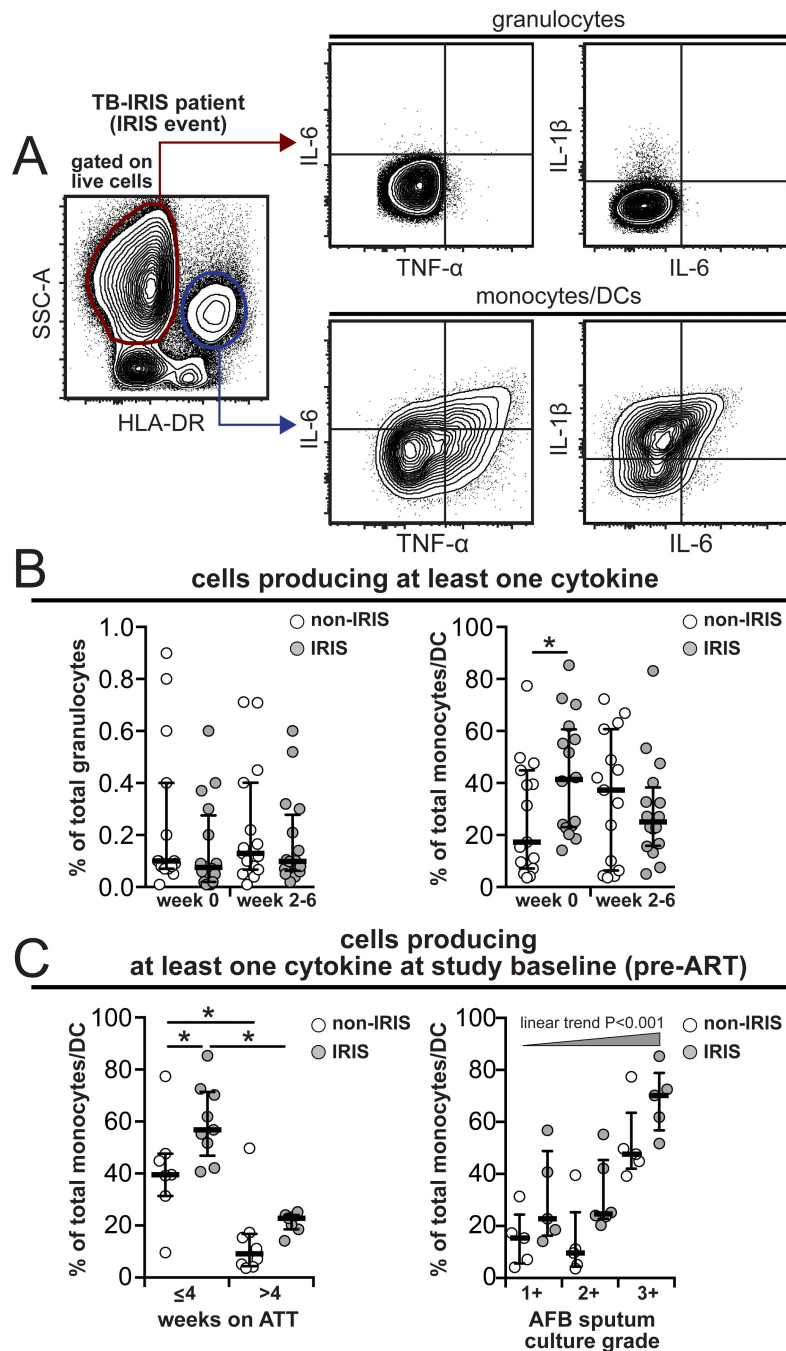 granulocytes
TB-IRIS patient
(IRIS event)
A
gated on
live cells
SSC-A
HLA-DR
IL-6
TNF-α
IL-1β
IL-6
monocytes/DCs
IL-6
TNF-α
IL-1β
IL-6
B
cells producing at least one cytokine
% of total granulocytes
1.0
0.8
0.6
0.4
0.2
0.0
week 0
week 2-6
non-IRIS
IRIS
% of total monocytes/DC
100
80
60
40
20
0
*
week 0
week 2-6
non-IRIS
IRIS
C
cells producing
at least one cytokine at study baseline (pre-ART)
% of total monocytes/DC
100
80
60
40
20
0
*
*
*
≤4
>4
weeks on ATT
non-IRIS
IRIS
% of total monocytes/DC
100
80
60
40
20
0
linear trend P<0.001
1+
2+
3+
AFB sputum
culture grade
non-IRIS
IRIS